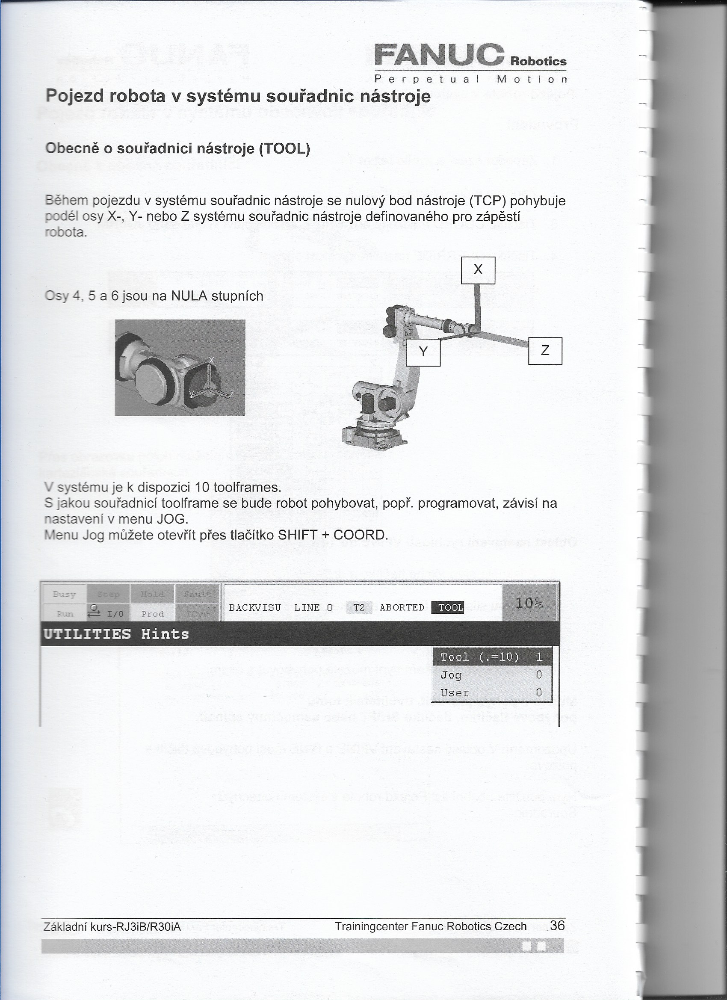 FANUC Robotics
Perpetual Motion
Pojezd robota v systému souřadnic nástroje
Obecně o souřadnici nástroje (TOOL)
Během pojezdu v systému souřadnic nástroje se nulový bod nástroje (TCP) pohybuje
podél osy X-, Y- nebo Z systému souřadnic nástroje definovaného pro zápěstí
robota.
X
Osy 4, 5 a 6 jsou na NULA stupních
Y
Z
X
Y
Z
V systému je k dispozici 10 toolframes.
S jakou souřadnicí toolframe se bude robot pohybovat, popř. programovat, závisí na
nastavení v menu JOG.
Menu Jog můžete otevřít přes tlačítko SHIFT + COORD.
Busy Step Hold Fault
Run I/O Prod TCyc
BACKVISU LINE 0 T2 ABORTED TOOL 10%
UTILITIES Hints
Tool (.=10) 1
Jog 0
User 0
Základní kurs-RJ3iB/R30iA Trainingcenter Fanuc Robotics Czech 36